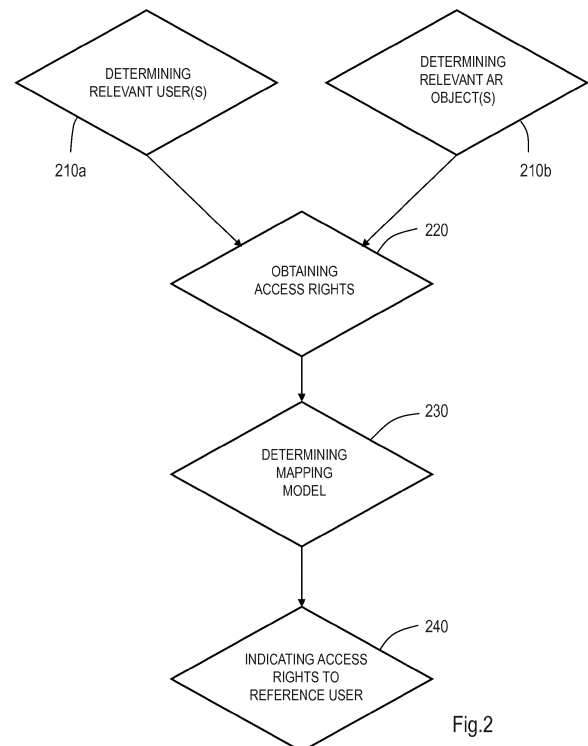 DETERMINING
RELEVANT USER(S)
DETERMINING
RELEVANT AR
OBJECT(S)
210a
210b
220
OBTAINING
ACCESS RIGHTS
230
DETERMINING
MAPPING
MODEL
240
INDICATING ACCESS
RIGHTS TO
REFERENCE USER
Fig.2